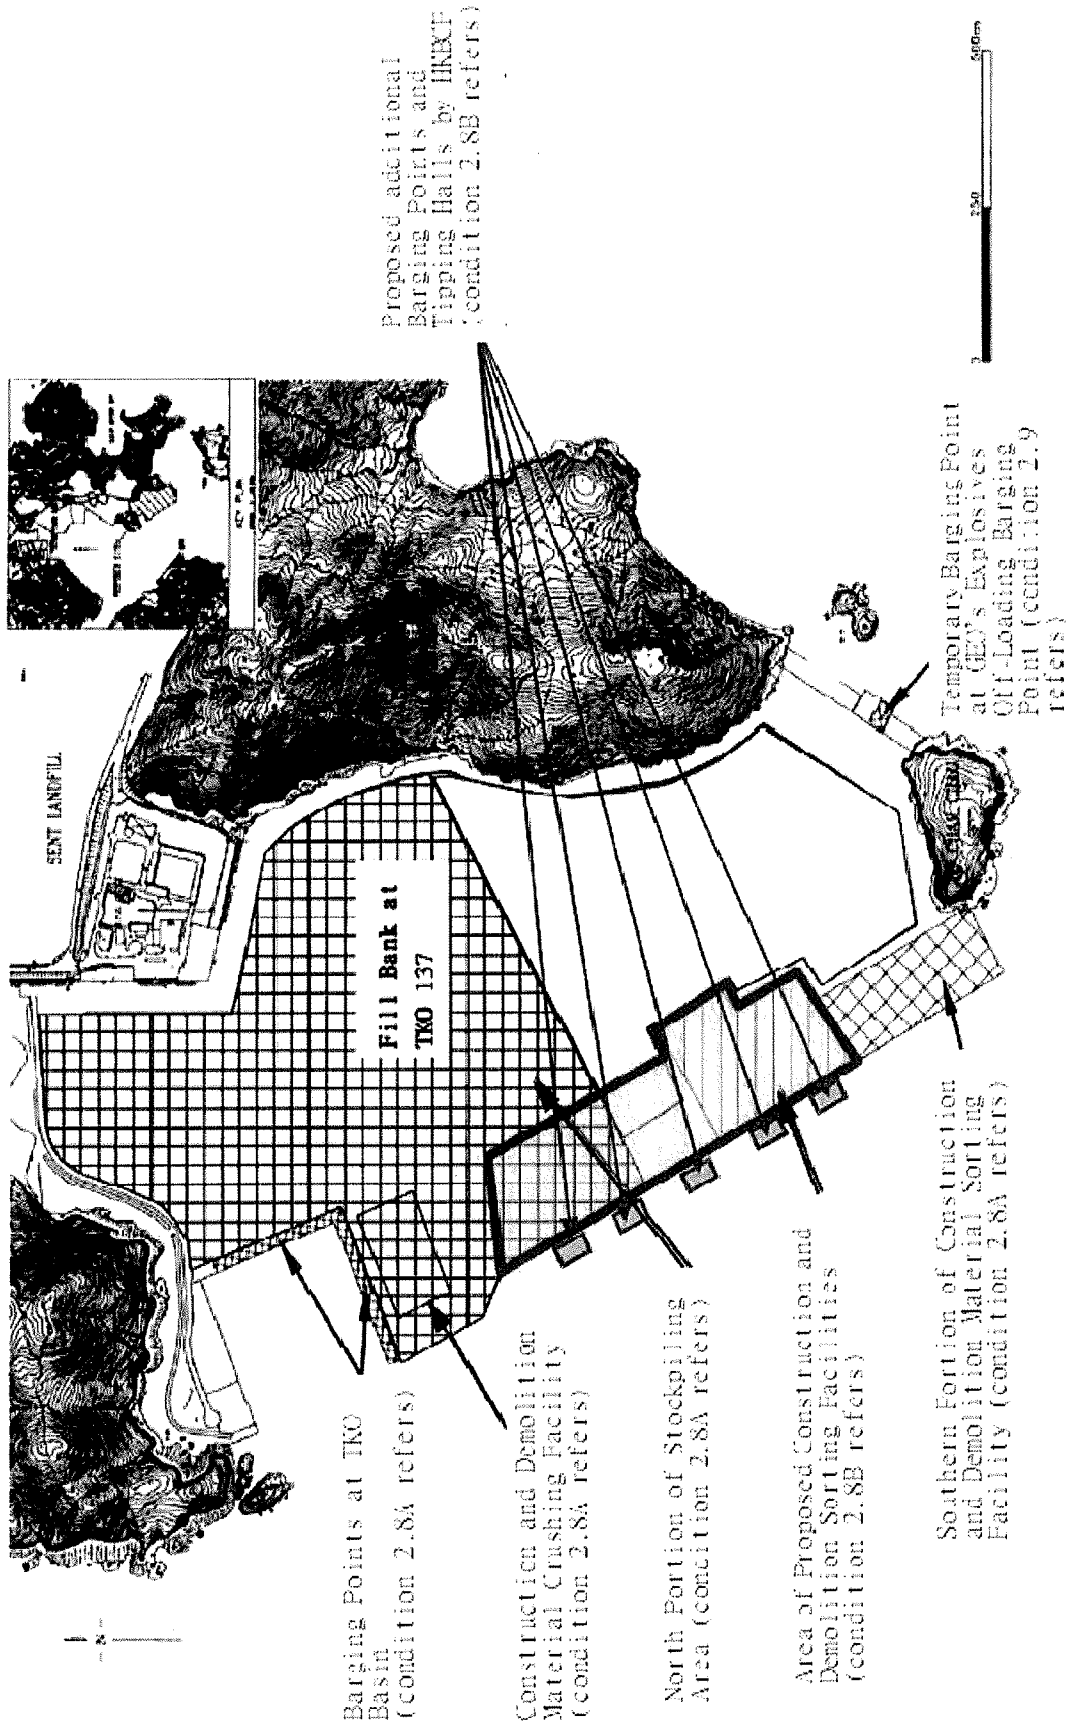 Proposed additional
Barging Points and
Tipping Halls by HKBCF
(condition 2.8B refers)
SENT LANDFILL
KEY PLAN
Fill Bank at
TKO 137
0
250
500m
Temporary Barging Point
at GEO's Explosives
Off-Loading Barging
Point (condition 2.9
refers)
Barging Points at TKO
Basin
(condition 2.8A refers)
Construction and Demolition
Material Crushing Facility
(condition 2.8A refers)
North Portion of Stockpiling
Area (condition 2.8A refers)
Area of Proposed Construction and
Demolition Sorting Facilities
(condition 2.8B refers)
Southern Portion of Construction
and Demolition Material Sorting
Facility (condition 2.8A refers)
N